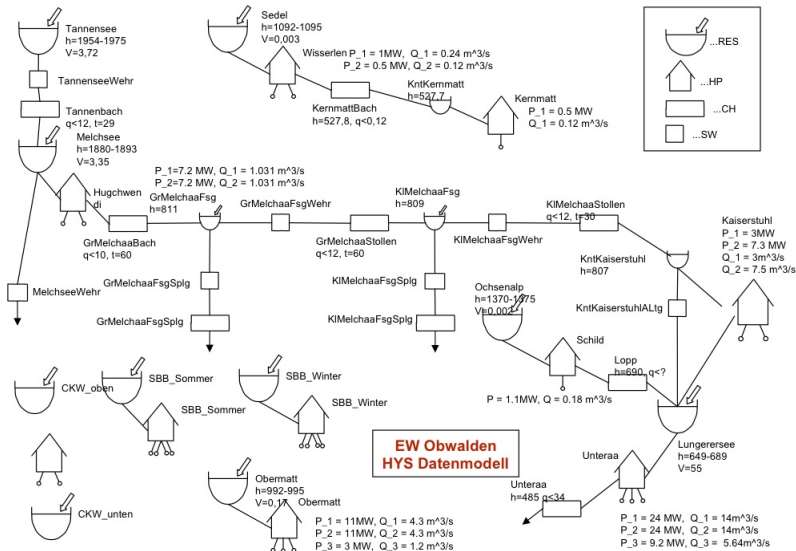 Tannensee
h=1954-1975
V=3,72
TannenseeWehr
Tannenbach
q<12, t=29
Melchsee
h=1880-1893
V=3,35
Sedel
h=1092-1095
V=0,003
Wisserlen
P_1 = 1MW, Q_1 = 0.24 m^3/s
P_2 = 0.5 MW, Q_2 = 0.12 m^3/s
KernmattBach
h=527,8, q<0,12
KntKernmatt
h=527,7
Kernmatt
P_1 = 0.5 MW
Q_1 = 0.12 m^3/s
...RES
...HP
...CH
...SW
Hugchwen
di
P_1=7.2 MW, Q_1 = 1.031 m^3/s
P_2=7.2 MW, Q_2 = 1.031 m^3/s
GrMelchaaFsg
h=811
GrMelchaaBach
q<10, t=60
GrMelchaaFsgWehr
GrMelchaaStollen
q<12, t=60
KlMelchaaFsg
h=809
KlMelchaaFsgWehr
KlMelchaaStollen
q<12, t=30
Kaiserstuhl
P_1 = 3MW
P_2 = 7.3 MW
Q_1 = 3m^3/s
Q_2 = 7.5 m^3/s
KntKaiserstuhl
h=807
KntKaiserstuhlALtg
MelchseeWehr
GrMelchaaFsgSplg
GrMelchaaFsgSplg
KlMelchaaFsgSplg
KlMelchaaFsgSplg
Ochsenalp
h=1370-1375
V=0,002
Schild
P = 1.1MW, Q = 0.18 m^3/s
Lopp
h=690, q<?
Lungerersee
h=649-689
V=55
CKW_oben
SBB_Sommer
SBB_Sommer
SBB_Winter
SBB_Winter
EW Obwalden
HYS Datenmodell
Unteraa
Unteraa
h=485 q<34
P_1 = 24 MW, Q_1 = 14m^3/s
P_2 = 24 MW, Q_2 = 14m^3/s
P_3 = 9.2 MW, Q_3 = 5.64m^3/s
CKW_unten
Obermatt
h=992-995
V=0,17
Obermatt
P_1 = 11MW, Q_1 = 4.3 m^3/s
P_2 = 11MW, Q_2 = 4.3 m^3/s
P_3 = 3 MW, Q_3 = 1.2 m^3/s